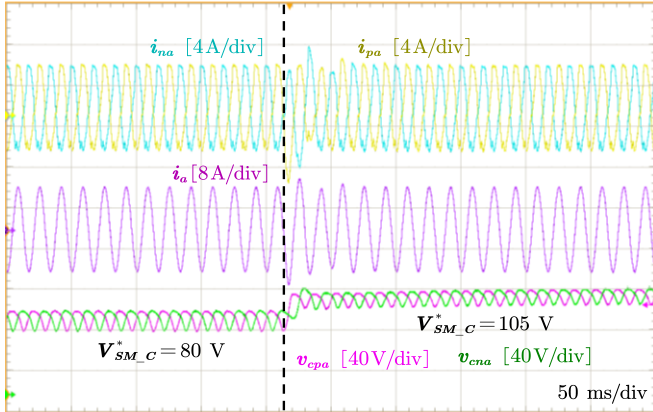 i_na [4A/div] i_pa [4A/div]
i_a[8A/div]
V*_SM_C=80 V V*_SM_C=105 V
v_cpa [40V/div] v_cna [40V/div]
50 ms/div